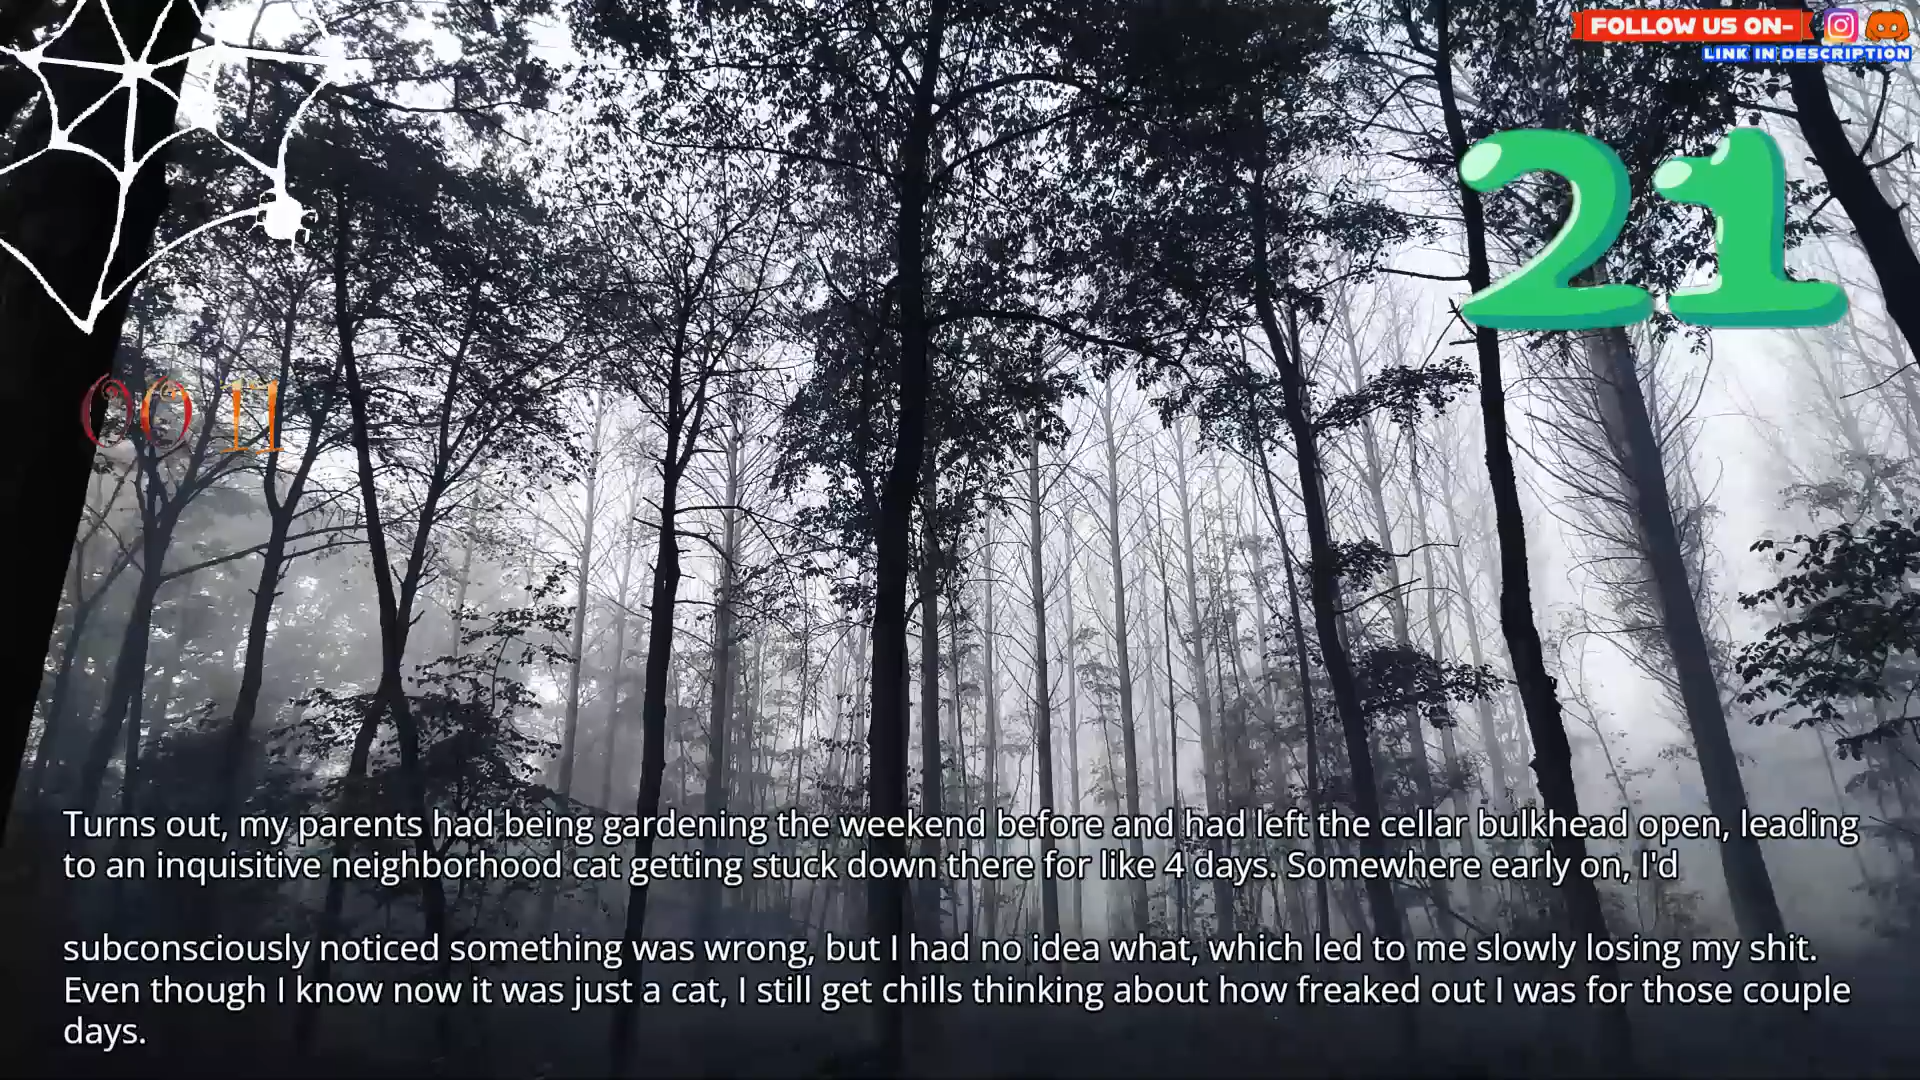 FOLLOW US ON-
LINK IN DESCRIPTION
21
00 11
Turns out, my parents had being gardening the weekend before and had left the cellar bulkhead open, leading
to an inquisitive neighborhood cat getting stuck down there for like 4 days. Somewhere early on, I'd
subconsciously noticed something was wrong, but I had no idea what, which led to me slowly losing my shit.
Even though I know now it was just a cat, I still get chills thinking about how freaked out I was for those couple
days.